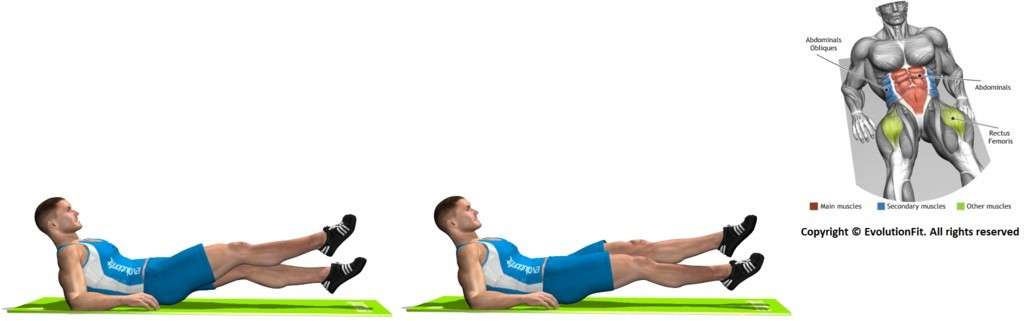 Abdominals
Obliques
Abdominals
Rectus
Femoris
Main muscles
Secondary muscles
Other muscles
Copyright © EvolutionFit. All rights reserved